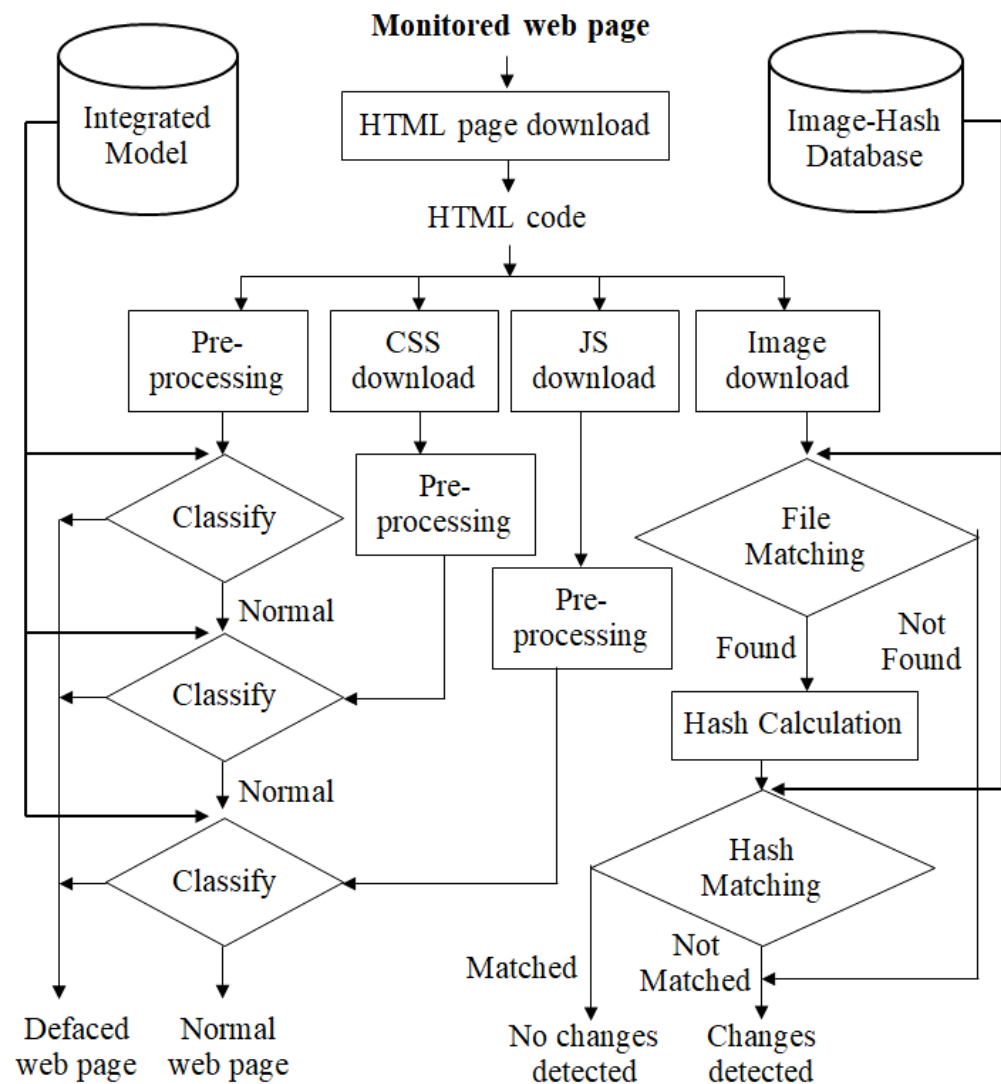 Monitored web page
Integrated
Model
HTML page download
Image-Hash
Database
HTML code
Pre-
processing
CSS
download
JS
download
Image
download
Classify
Pre-
processing
File
Matching
Normal
Pre-
processing
Found
Not
Found
Classify
Hash Calculation
Normal
Classify
Hash
Matching
Matched
Not
Matched
Defaced
web page
Normal
web page
No changes
detected
Changes
detected